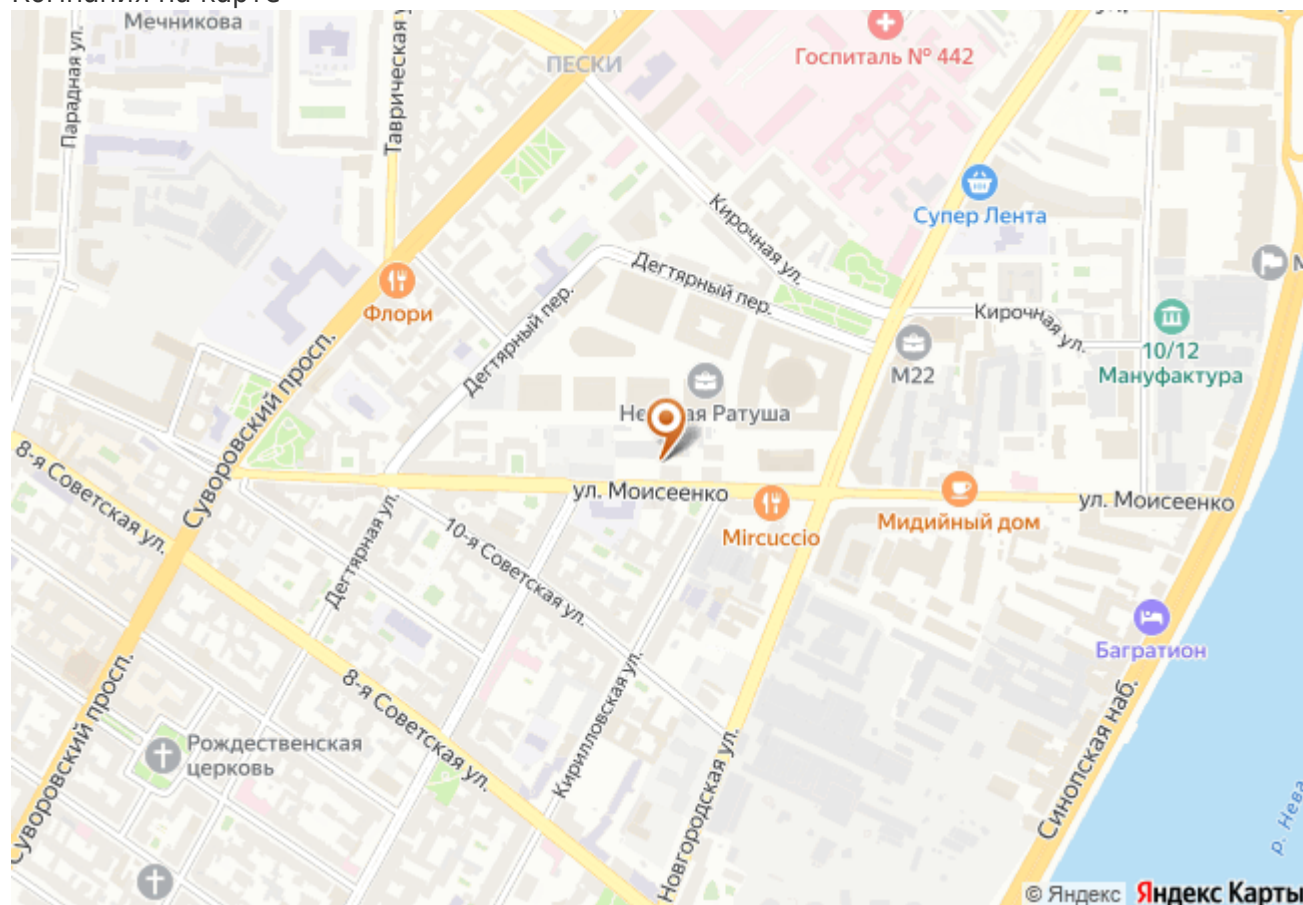 Компания на карте
Мечникова
Парадная ул.
Таврическая
ПЕСКИ
Госпиталь № 442
Супер Лента
Кирочная ул.
Дегтярный пер.
Флори
Дегтярный пер.
Кирочная ул.
М22
10/12
Мануфактура
Суворовский просп.
Ратуша
8-я Советская ул.
ул. Моисеенко
Mircuccio
Мидийный дом
ул. Моисеенко
Дегтярная ул.
10-я Советская ул.
Багратион
8-я Советская ул.
Кирилловская ул.
Рождественская
церковь
Суворовский просп.
Новгородская ул.
Синопская наб.
р. Нева
© Яндекс Яндекс Карты